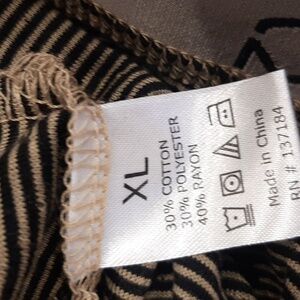 XL
30% COTTON
30% POLYESTER
40% RAYON
Made in China
RN # 137184